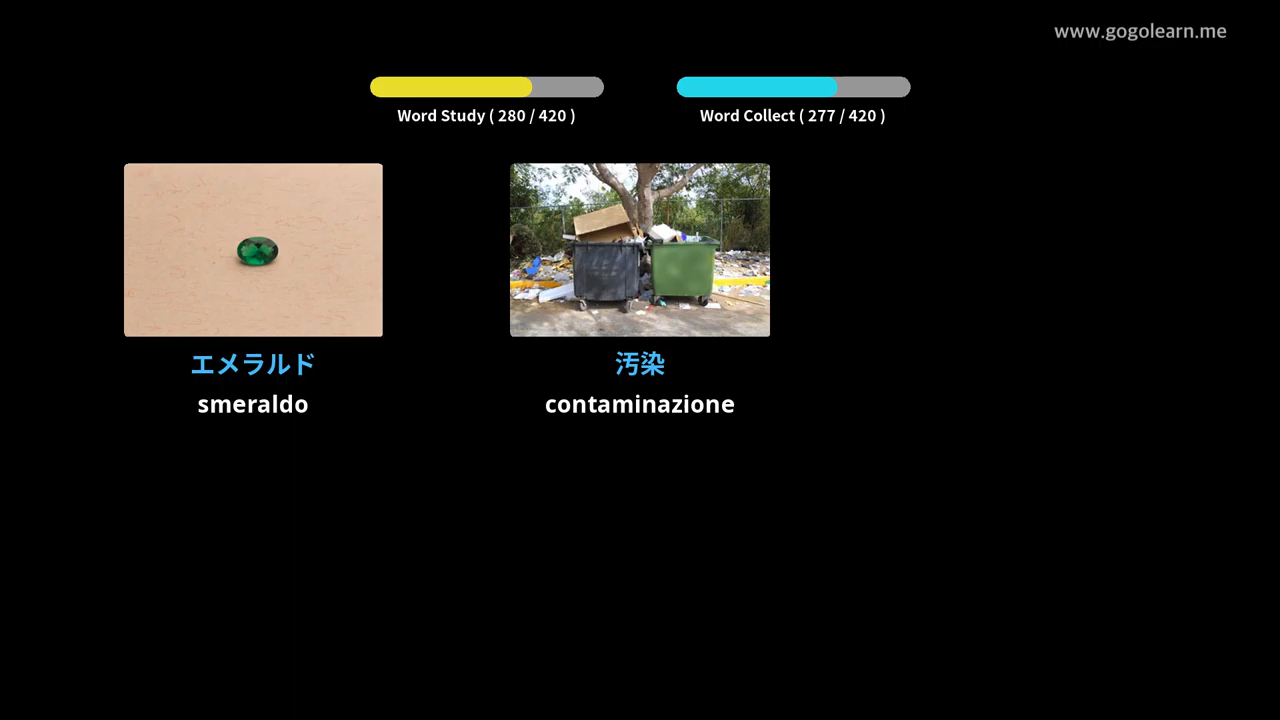 www.gogolearn.me
Word Study ( 280 / 420 )
Word Collect ( 277 / 420 )
エメラルド
smeraldo
汚染
contaminazione